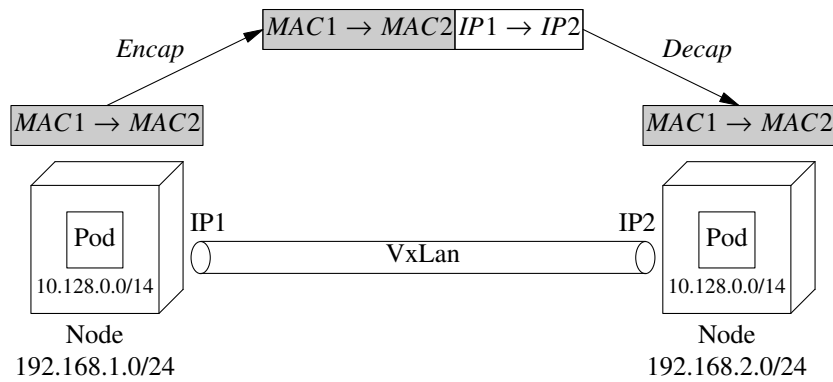 MAC1 → MAC2 IP1 → IP2
Encap
Decap
MAC1 → MAC2
MAC1 → MAC2
IP1
IP2
Pod
VxLan
Pod
10.128.0.0/14
10.128.0.0/14
Node
Node
192.168.1.0/24
192.168.2.0/24